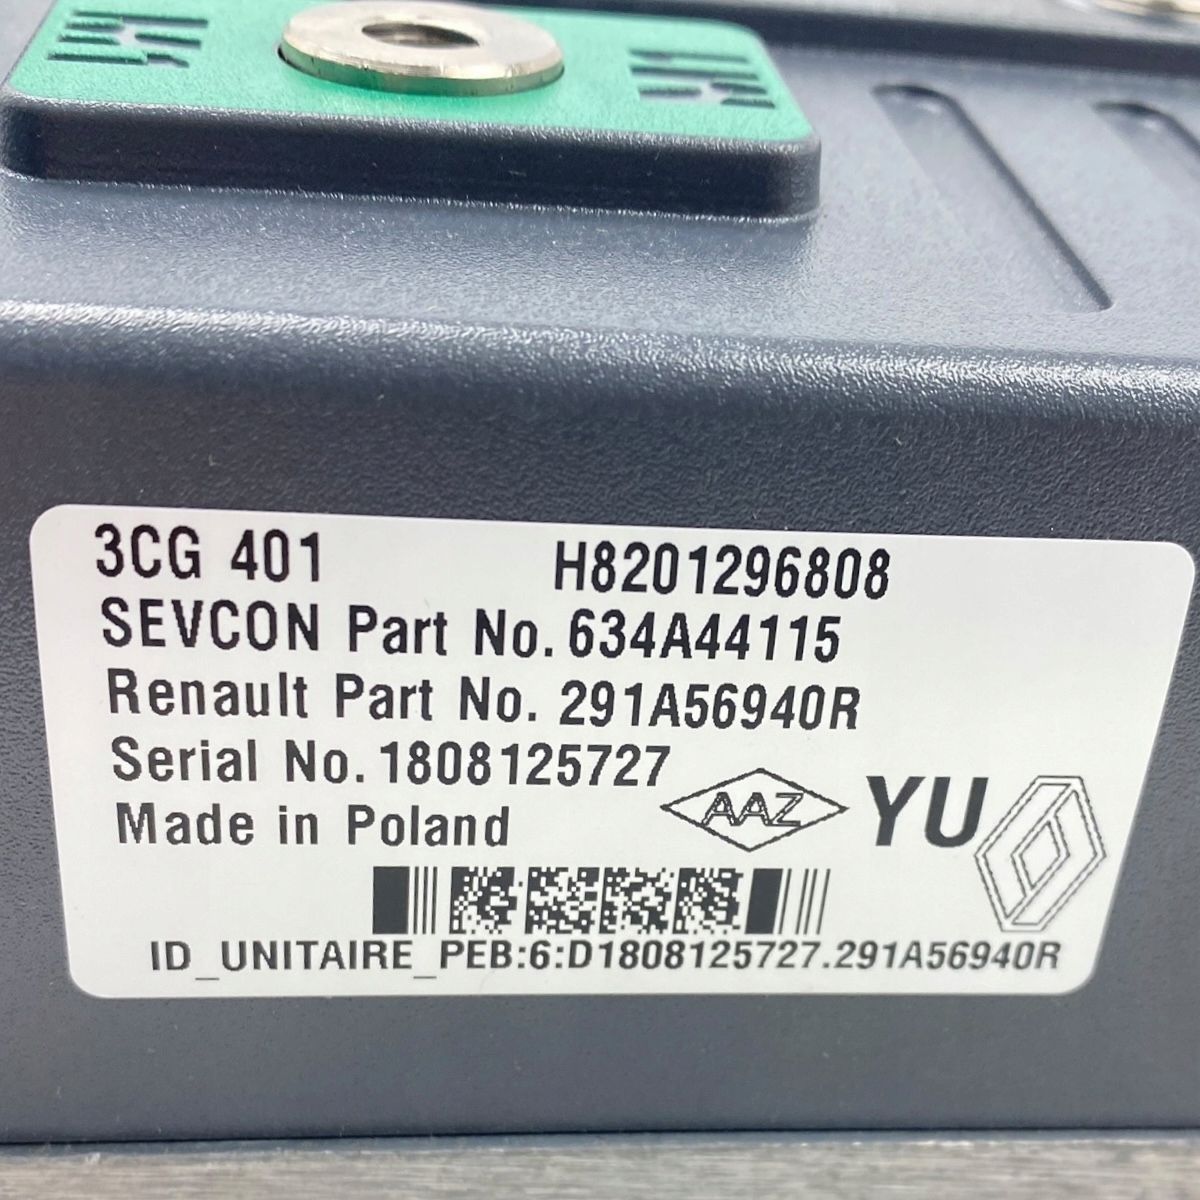 3CG 401 H8201296808
SEVCON Part No. 634A44115
Renault Part No. 291A56940R
Serial No. 1808125727
Made in Poland
AAZ YU
ID_UNITAIRE_PEB:6:D1808125727.291A56940R